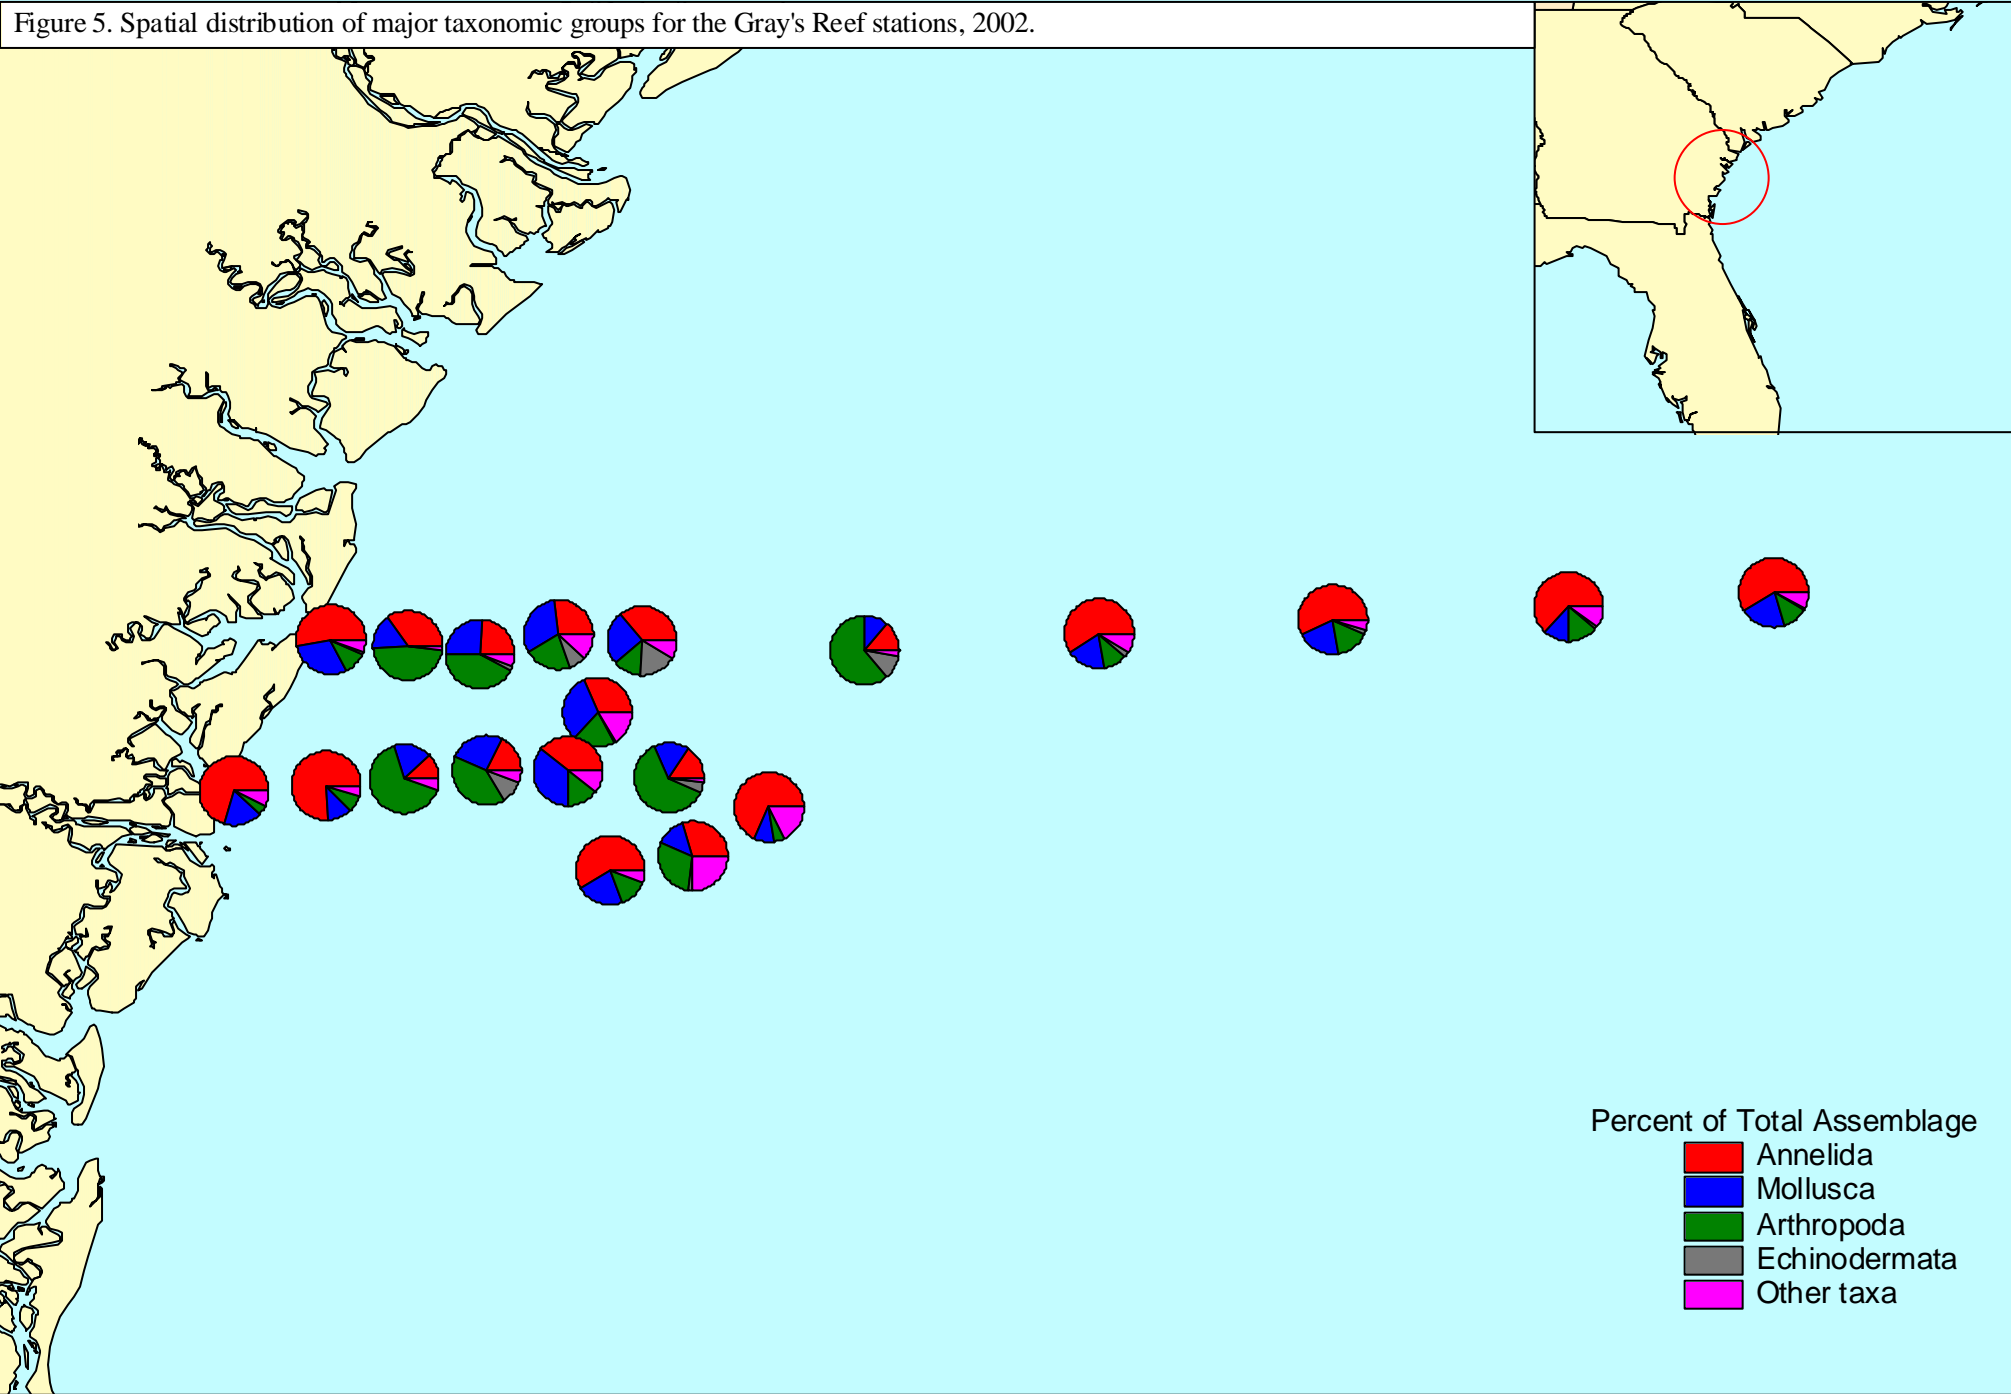 Figure 5. Spatial distribution of major taxonomic groups for the Gray's Reef stations, 2002.
Percent of Total Assemblage
Annelida
Mollusca
Arthropoda
Echinodermata
Other taxa